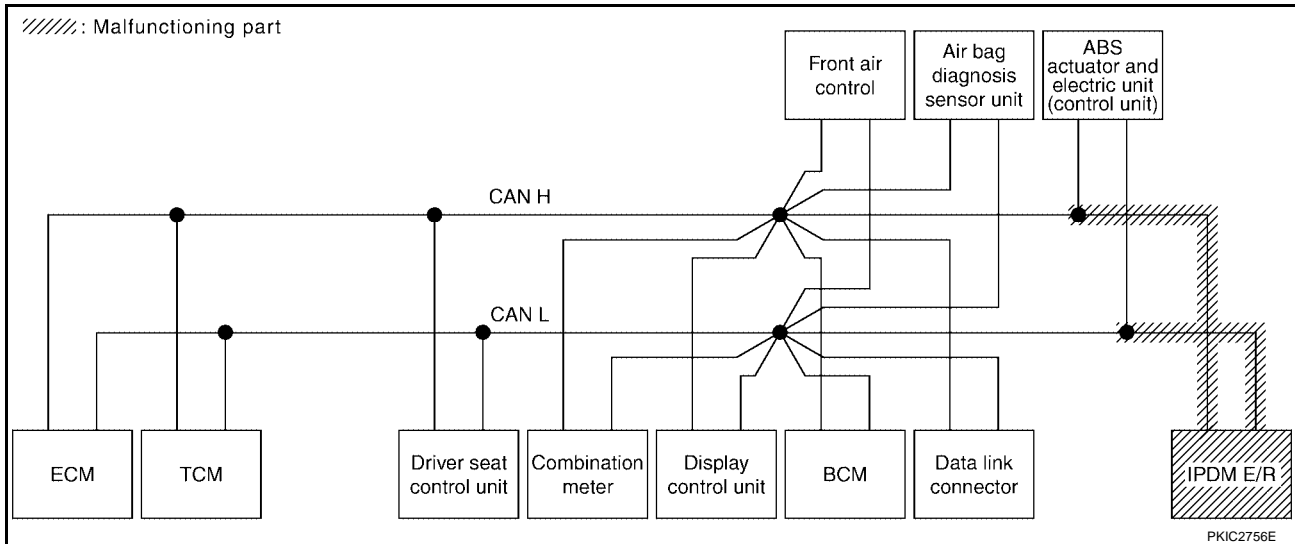 : Malfunctioning part
Front air
control
Air bag
diagnosis
sensor unit
ABS
actuator and
electric unit
(control unit)
CAN H
CAN L
ECM
TCM
Driver seat
control unit
Combination
meter
Display
control unit
BCM
Data link
connector
IPDM E/R
PKIC2756E